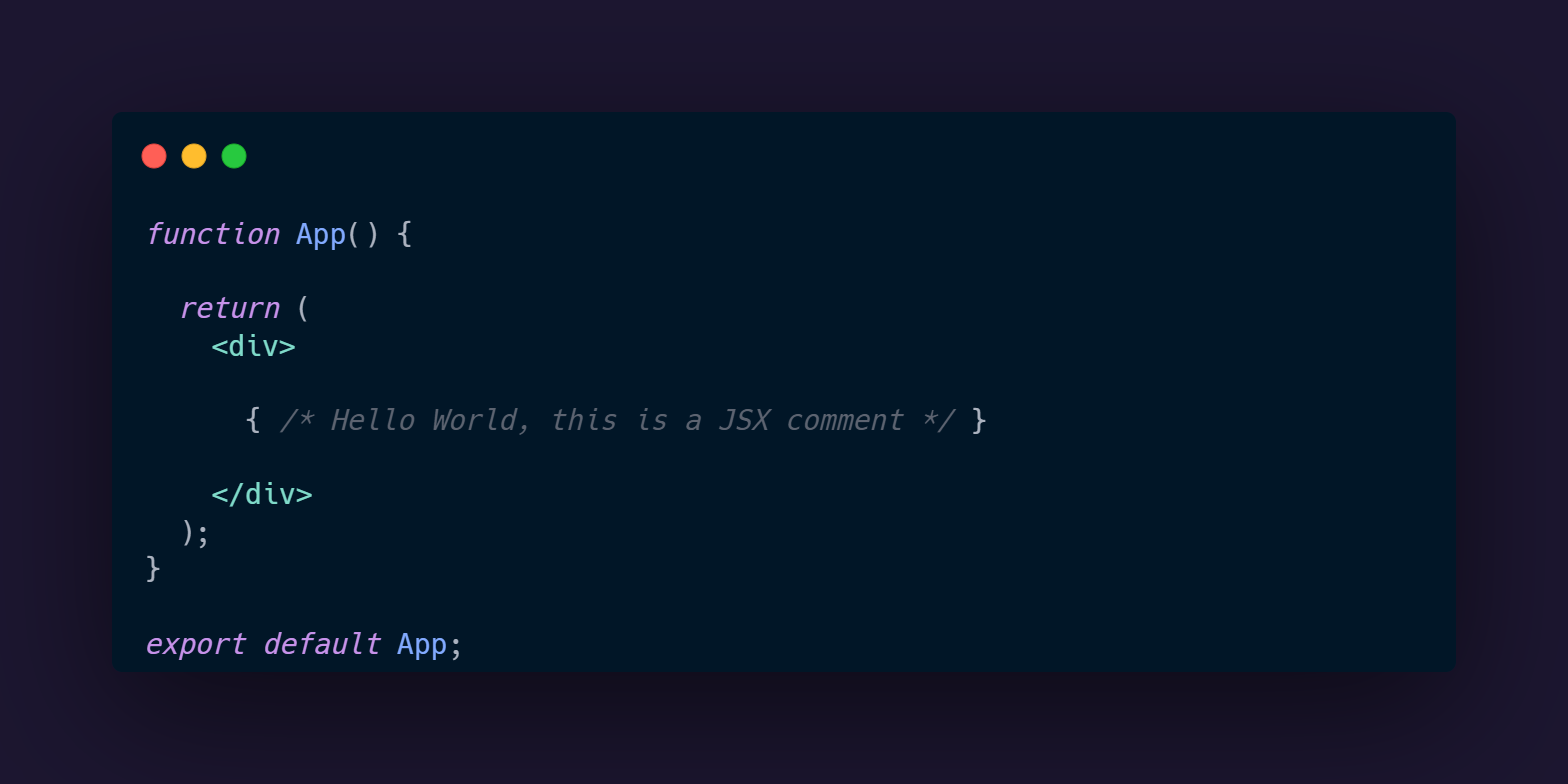 function App() {
return (
<div>
{ /* Hello World, this is a JSX comment */ }
</div>
);
}
export default App;